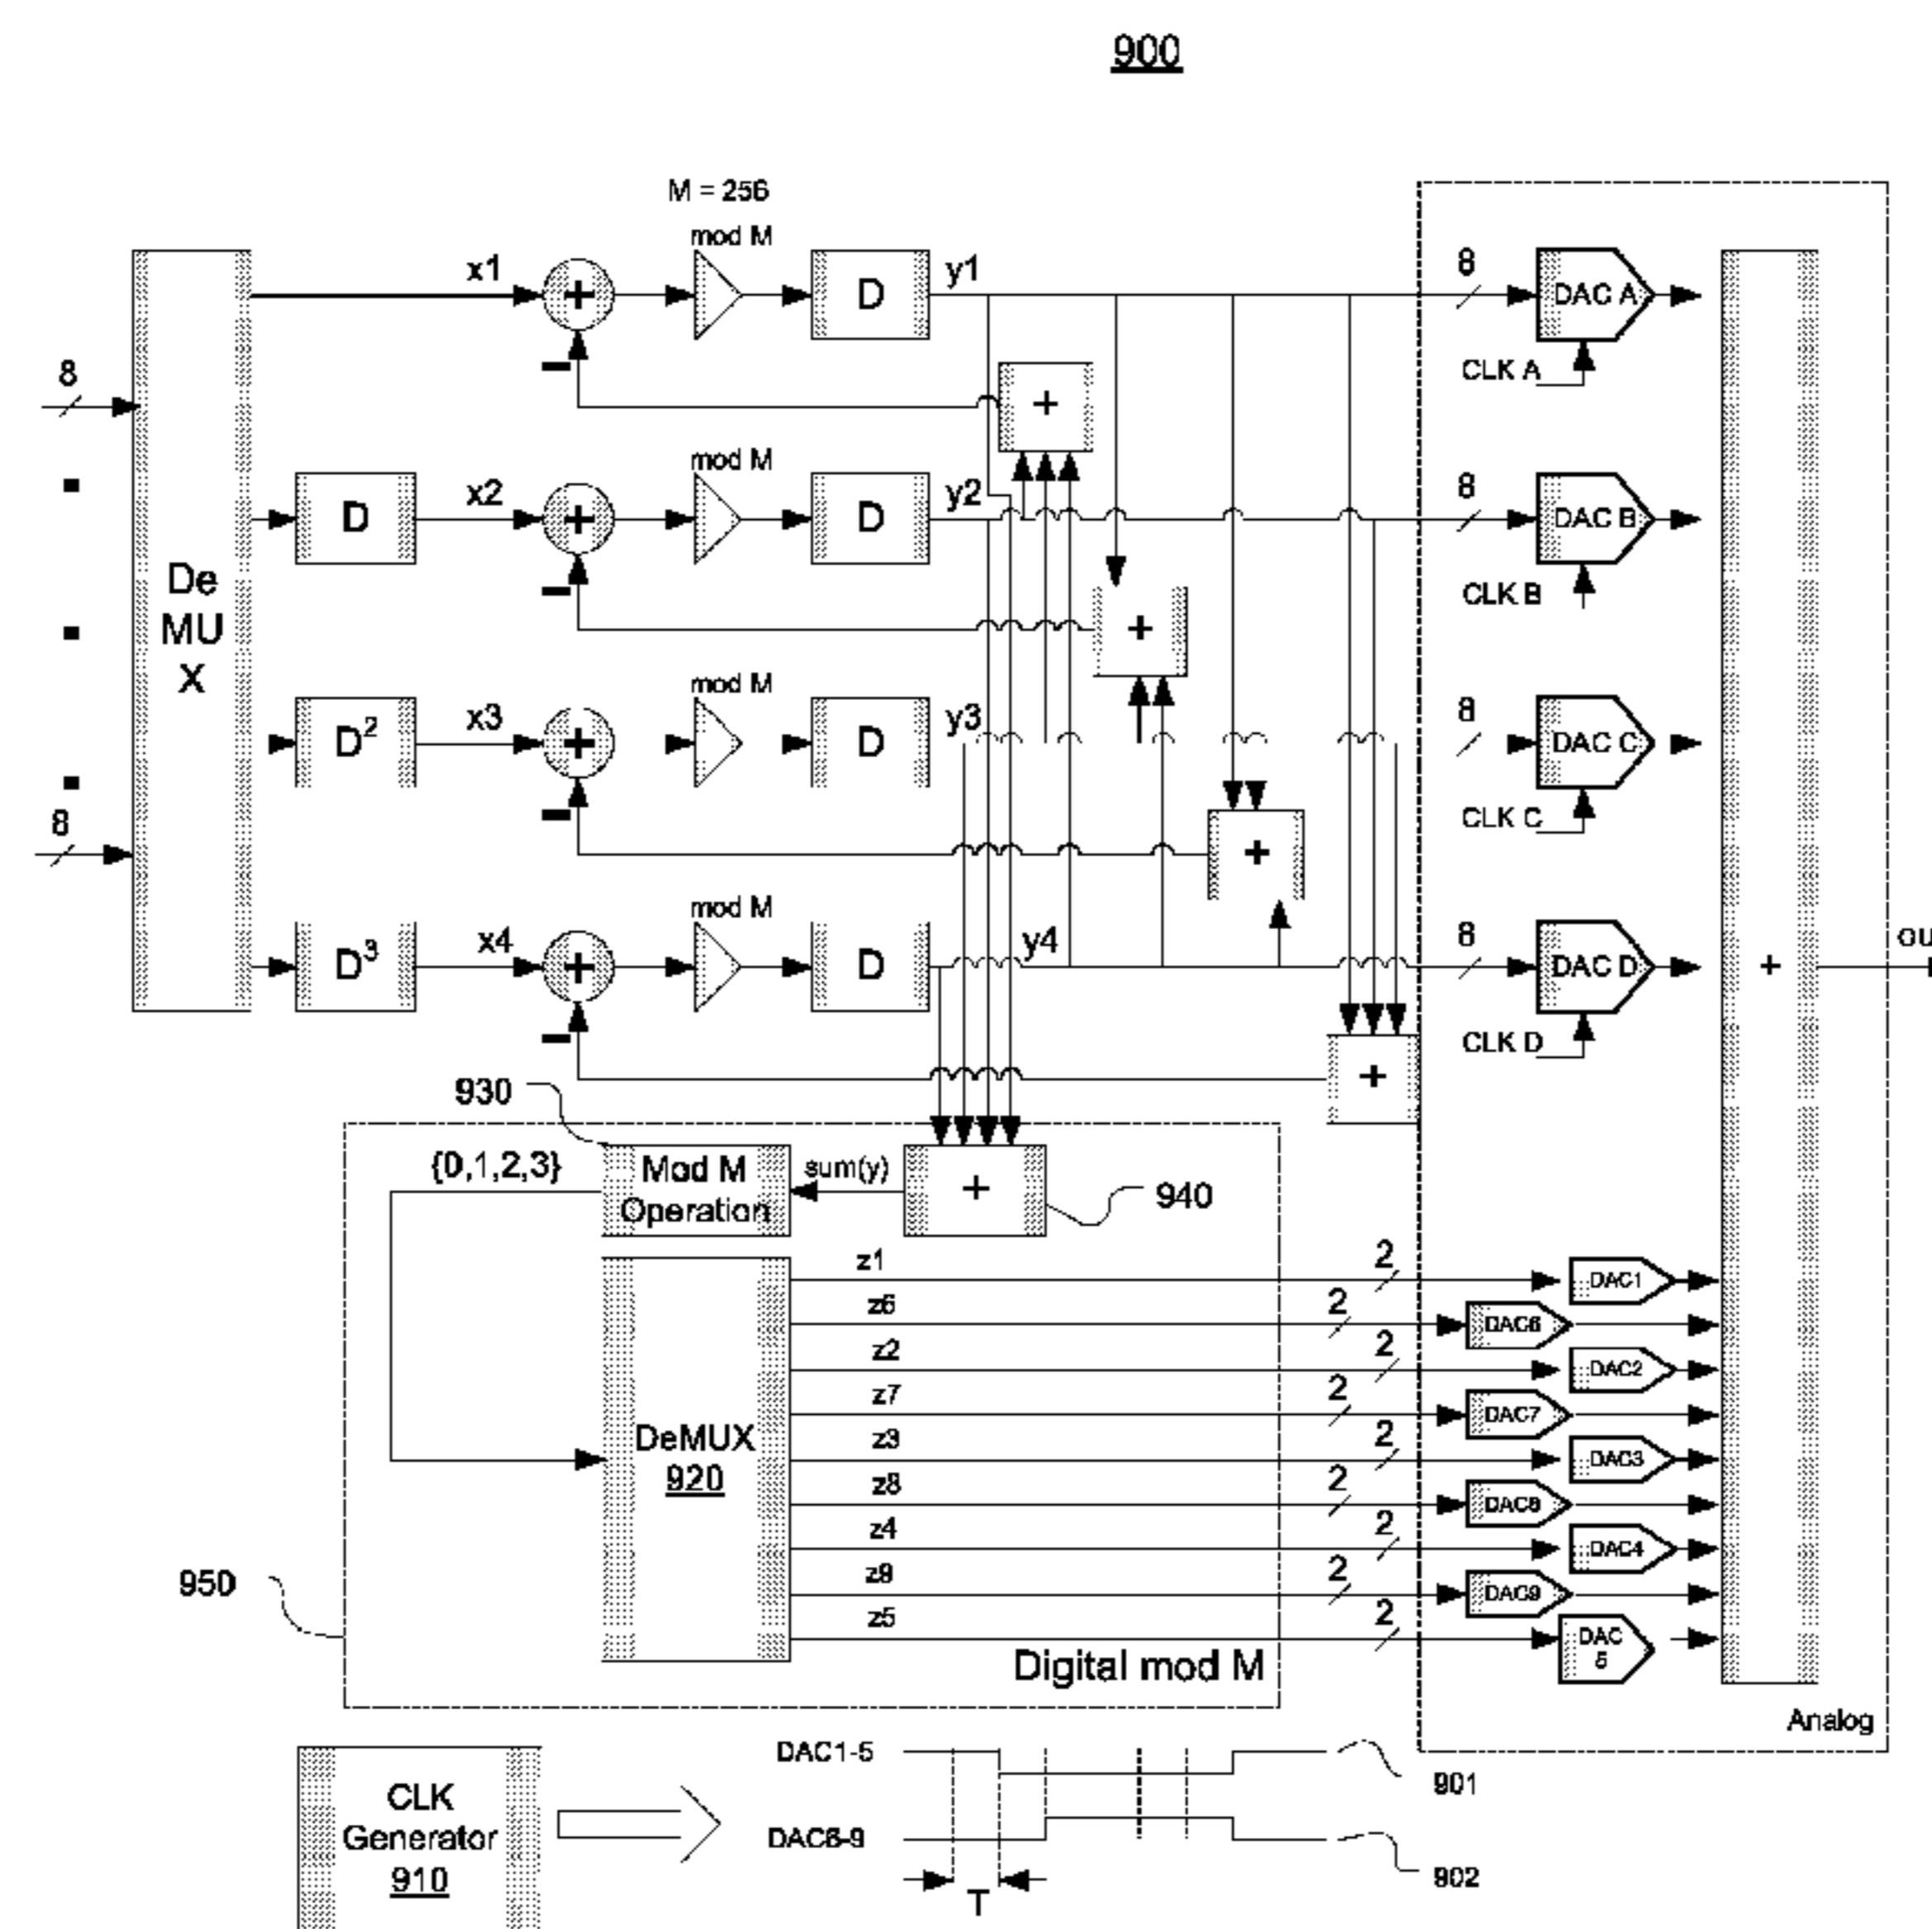 900
M = 256
mod M
x1
+
D
y1
8
DAC A
CLK A
8
+
mod M
D
x2
+
D
y2
8
DAC B
CLK B
De
MU
X
+
mod M
D²
x3
+
D
y3
8
DAC C
CLK C
8
+
mod M
D³
x4
+
D
y4
8
DAC D
+
CLK D
+
930
{0,1,2,3}
Mod M
Operation
sum(y)
+
940
z1
2
DAC1
z6
2
DAC6
z2
2
DAC2
z7
2
DAC7
DeMUX
920
z3
2
DAC3
z8
2
DAC8
z4
2
DAC4
950
z9
2
DAC9
z5
2
DAC
5
Digital mod M
Analog
CLK
Generator
910
DAC1-5
901
DAC6-9
902
T